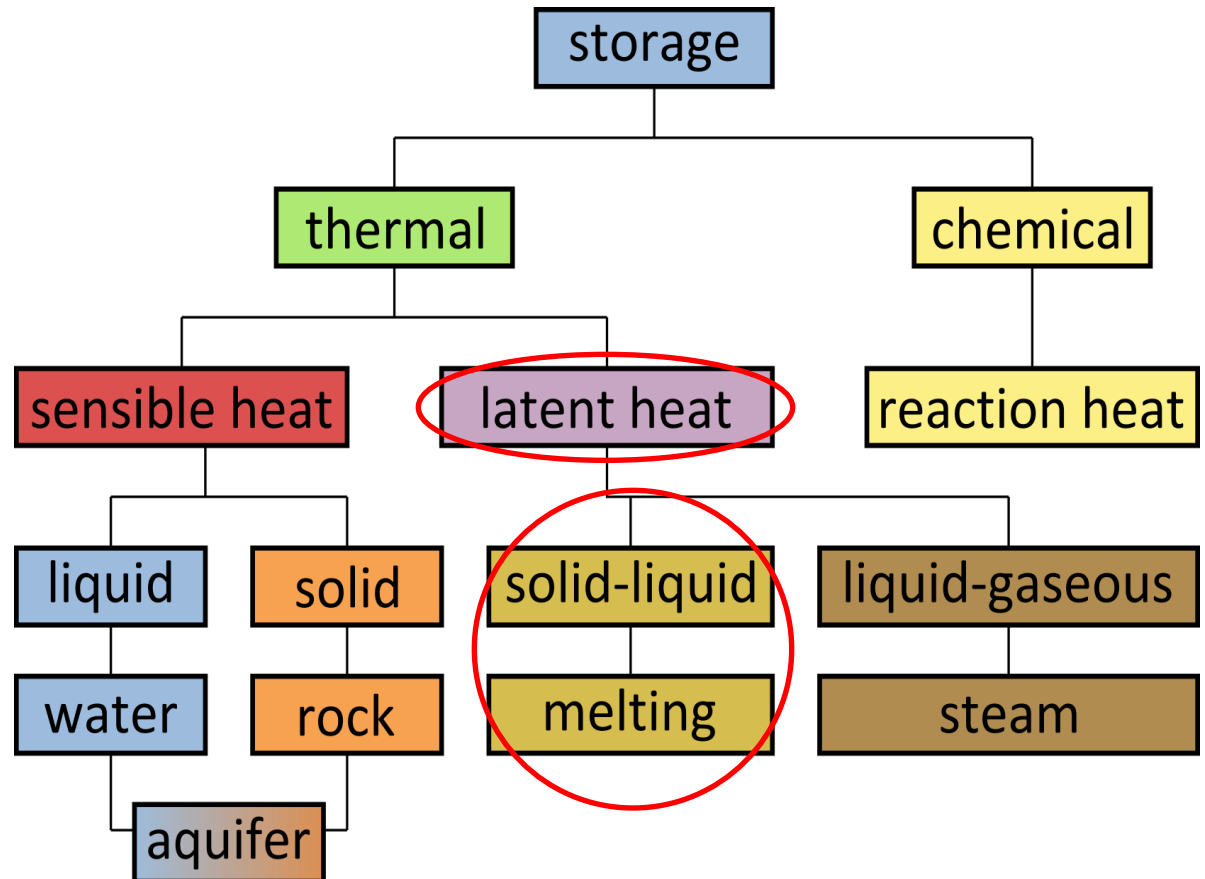 storage
thermal
chemical
sensible heat
latent heat
reaction heat
liquid
solid
solid-liquid
liquid-gaseous
water
rock
melting
steam
aquifer